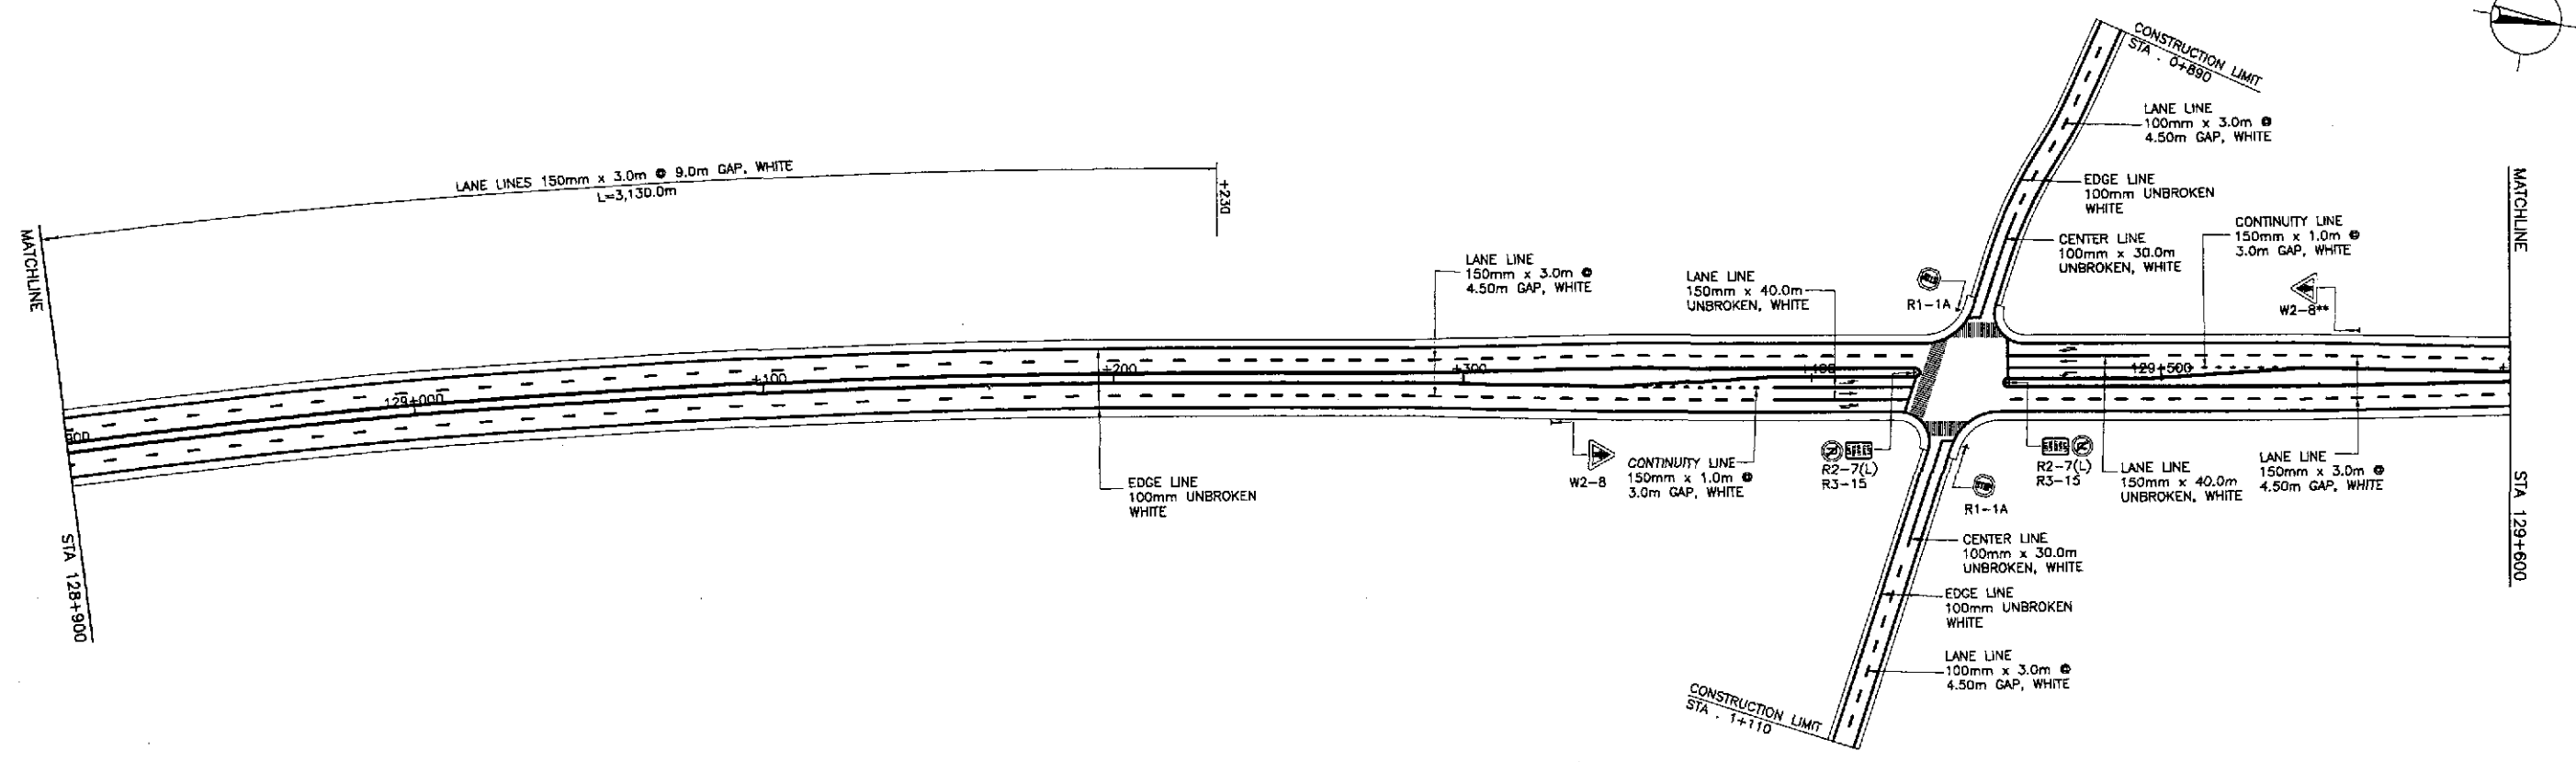 CONSTRUCTION LIMIT
STA . 0+890
LANE LINE
100mm x 3.0m @
4.50m GAP, WHITE
LANE LINES 150mm x 3.0m @ 9.0m GAP, WHITE
L=3,130.0m
+230
MATCHLINE
EDGE LINE
100mm UNBROKEN
WHITE
MATCHLINE
CONTINUITY LINE
150mm x 1.0m @
3.0m GAP, WHITE
CENTER LINE
100mm x 30.0m
UNBROKEN, WHITE
LANE LINE
150mm x 3.0m @
4.50m GAP, WHITE
LANE LINE
150mm x 40.0m
UNBROKEN, WHITE
R1-1A
W2-8**
129+000
+100
+200
+300
129+500
R2-7(L)
R3-15
W2-8
CONTINUITY LINE
150mm x 1.0m @
3.0m GAP, WHITE
R2-7(L)
R3-15
LANE LINE
150mm x 40.0m
UNBROKEN, WHITE
LANE LINE
150mm x 3.0m @
4.50m GAP, WHITE
EDGE LINE
100mm UNBROKEN
WHITE
R1-1A
STA 128+900
STA 129+600
CENTER LINE
100mm x 30.0m
UNBROKEN, WHITE
EDGE LINE
100mm UNBROKEN
WHITE
LANE LINE
100mm x 3.0m @
4.50m GAP, WHITE
CONSTRUCTION LIMIT
STA . 1+110